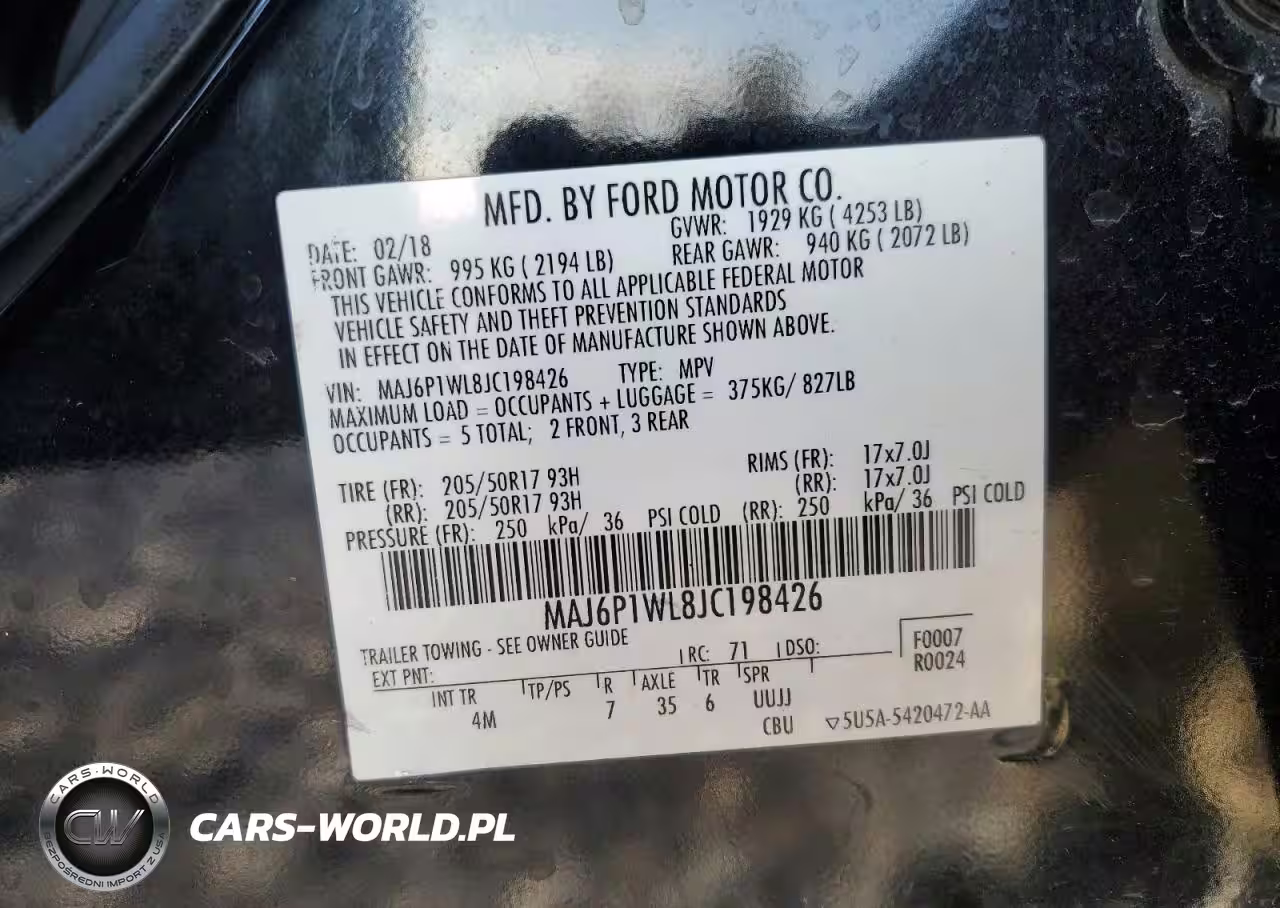 MFD. BY FORD MOTOR CO.
DATE: 02/18 GVWR: 1929 KG ( 4253 LB)
FRONT GAWR: 995 KG ( 2194 LB) REAR GAWR: 940 KG ( 2072 LB)
THIS VEHICLE CONFORMS TO ALL APPLICABLE FEDERAL MOTOR
VEHICLE SAFETY AND THEFT PREVENTION STANDARDS
IN EFFECT ON THE DATE OF MANUFACTURE SHOWN ABOVE.
VIN: MAJ6P1WL8JC198426 TYPE: MPV
MAXIMUM LOAD = OCCUPANTS + LUGGAGE = 375KG/ 827LB
OCCUPANTS = 5 TOTAL; 2 FRONT, 3 REAR
TIRE (FR): 205/50R17 93H RIMS (FR): 17x7.0J
(RR): 205/50R17 93H (RR): 17x7.0J
PRESSURE (FR): 250 kPa/ 36 PSI COLD (RR): 250 kPa/ 36 PSI COLD
MAJ6P1WL8JC198426
TRAILER TOWING - SEE OWNER GUIDE
EXT PNT: RC: 71 DSO: F0007
R0024
INT TR TP/PS R AXLE TR SPR
4M 7 35 6 UUJJ
CBU ▽5U5A-5420472-AA
CARS-WORLD
CW
BEZPOŚREDNI IMPORT Z USA
CARS-WORLD.PL